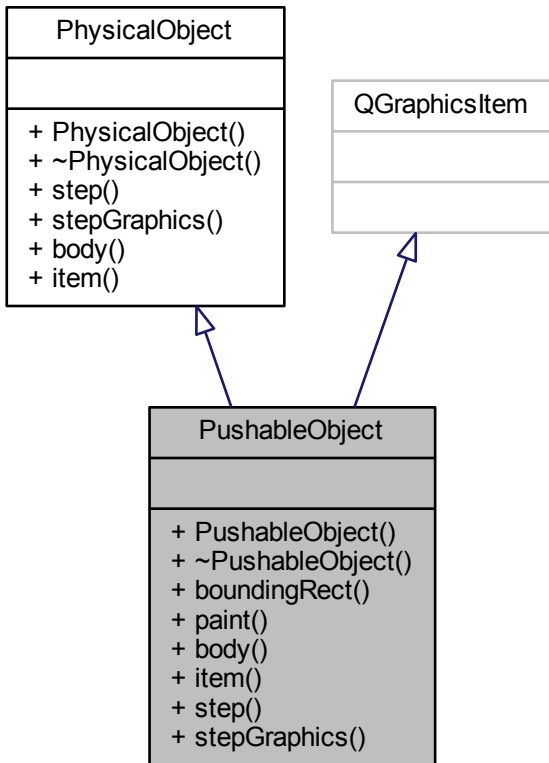 PhysicalObject
+ PhysicalObject()
+ ~PhysicalObject()
+ step()
+ stepGraphics()
+ body()
+ item()
QGraphicsItem
PushableObject
+ PushableObject()
+ ~PushableObject()
+ boundingRect()
+ paint()
+ body()
+ item()
+ step()
+ stepGraphics()